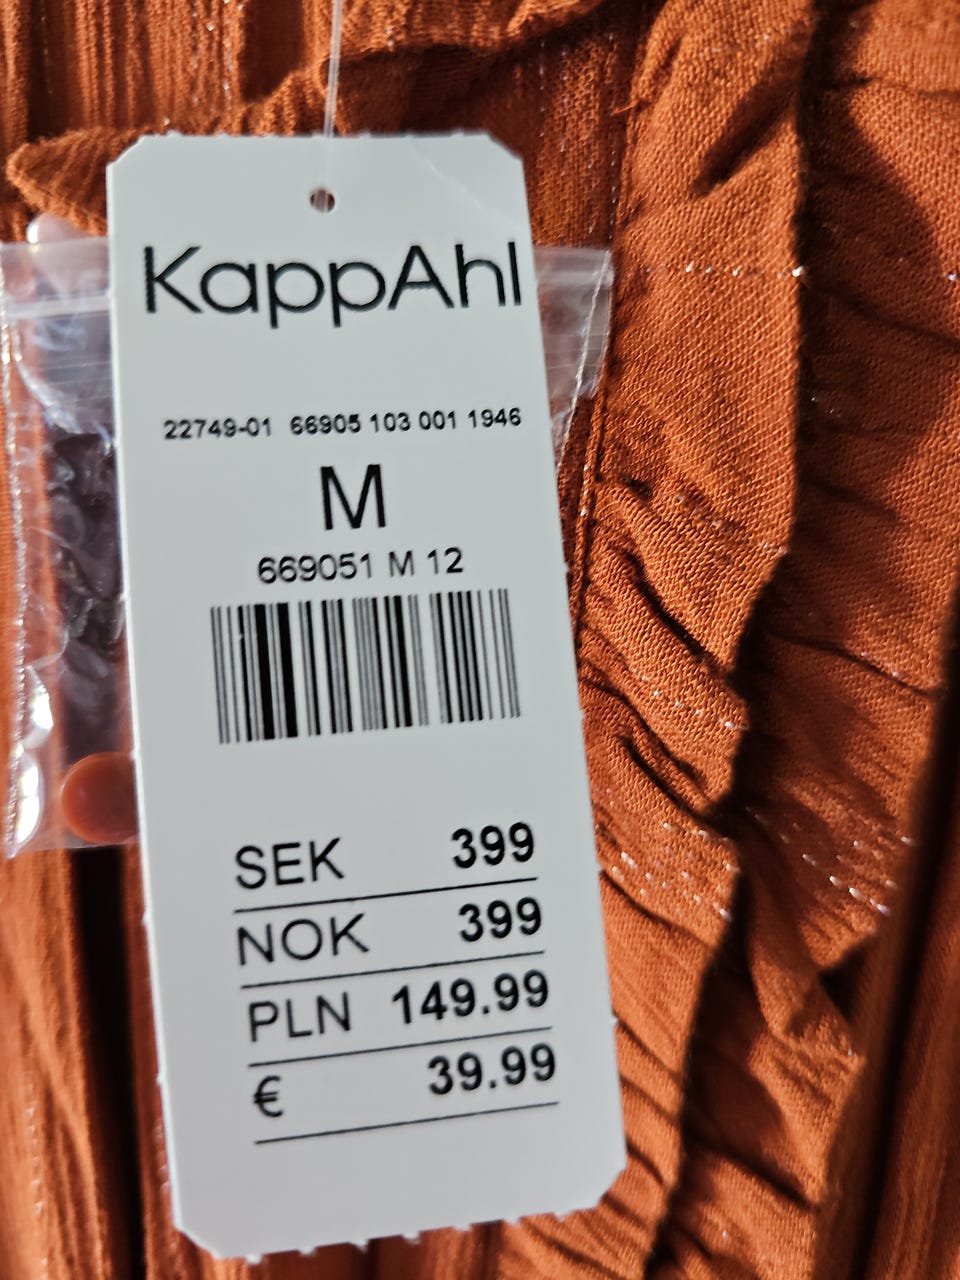 KappAhl
22749-01 66905 103 001 1946
M
669051 M 12
SEK 399
NOK 399
PLN 149.99
€ 39.99